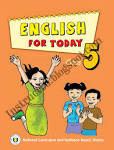 ENGLISH
FOR TODAY
5
National Curriculum and Textbook Board, Dhaka